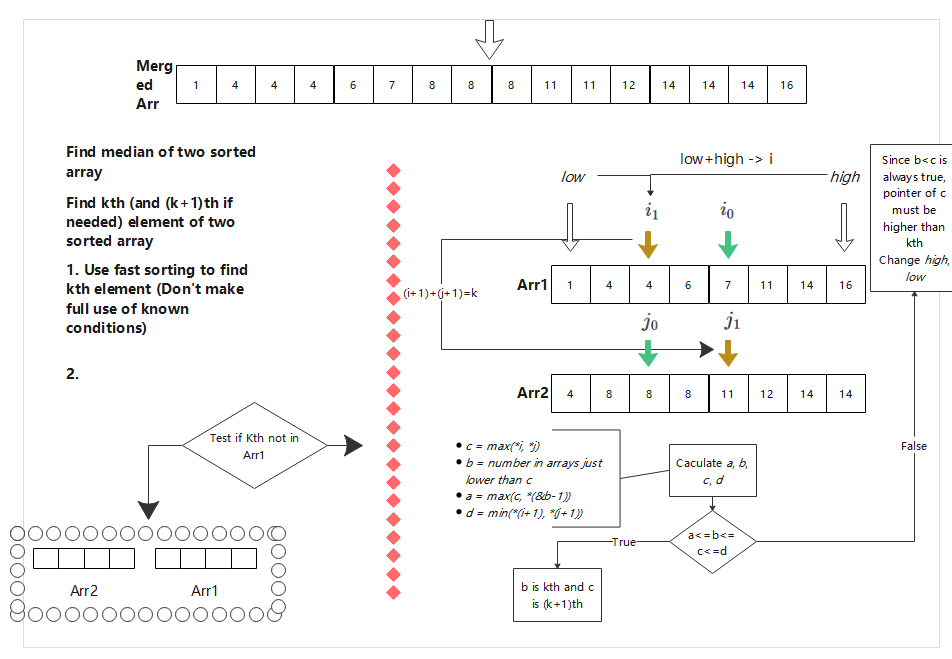 Merg
ed
Arr
1 4 4 4 6 7 8 8 8 11 11 12 14 14 14 16
Find median of two sorted
array
Find kth (and (k+1)th if
needed) element of two
sorted array
1. Use fast sorting to find
kth element (Don't make
full use of known
conditions)
2.
Test if Kth not in
Arr1
Arr2
Arr1
low+high -> i
low
high
i₁
i₀
(i+1)+(j+1)=k
Arr1
1 4 4 6 7 11 14 16
j₀
j₁
Arr2
4 8 8 8 11 12 14 14
Since b<c is
always true,
pointer of c
must be
higher than
kth
Change high,
low
c = max(*i, *j)
b = number in arrays just
lower than c
a = max(c, *(&b-1))
d = min(*(i+1), *(j+1))
Caculate a, b,
c, d
a<=b<=
c<=d
True
False
b is kth and c
is (k+1)th